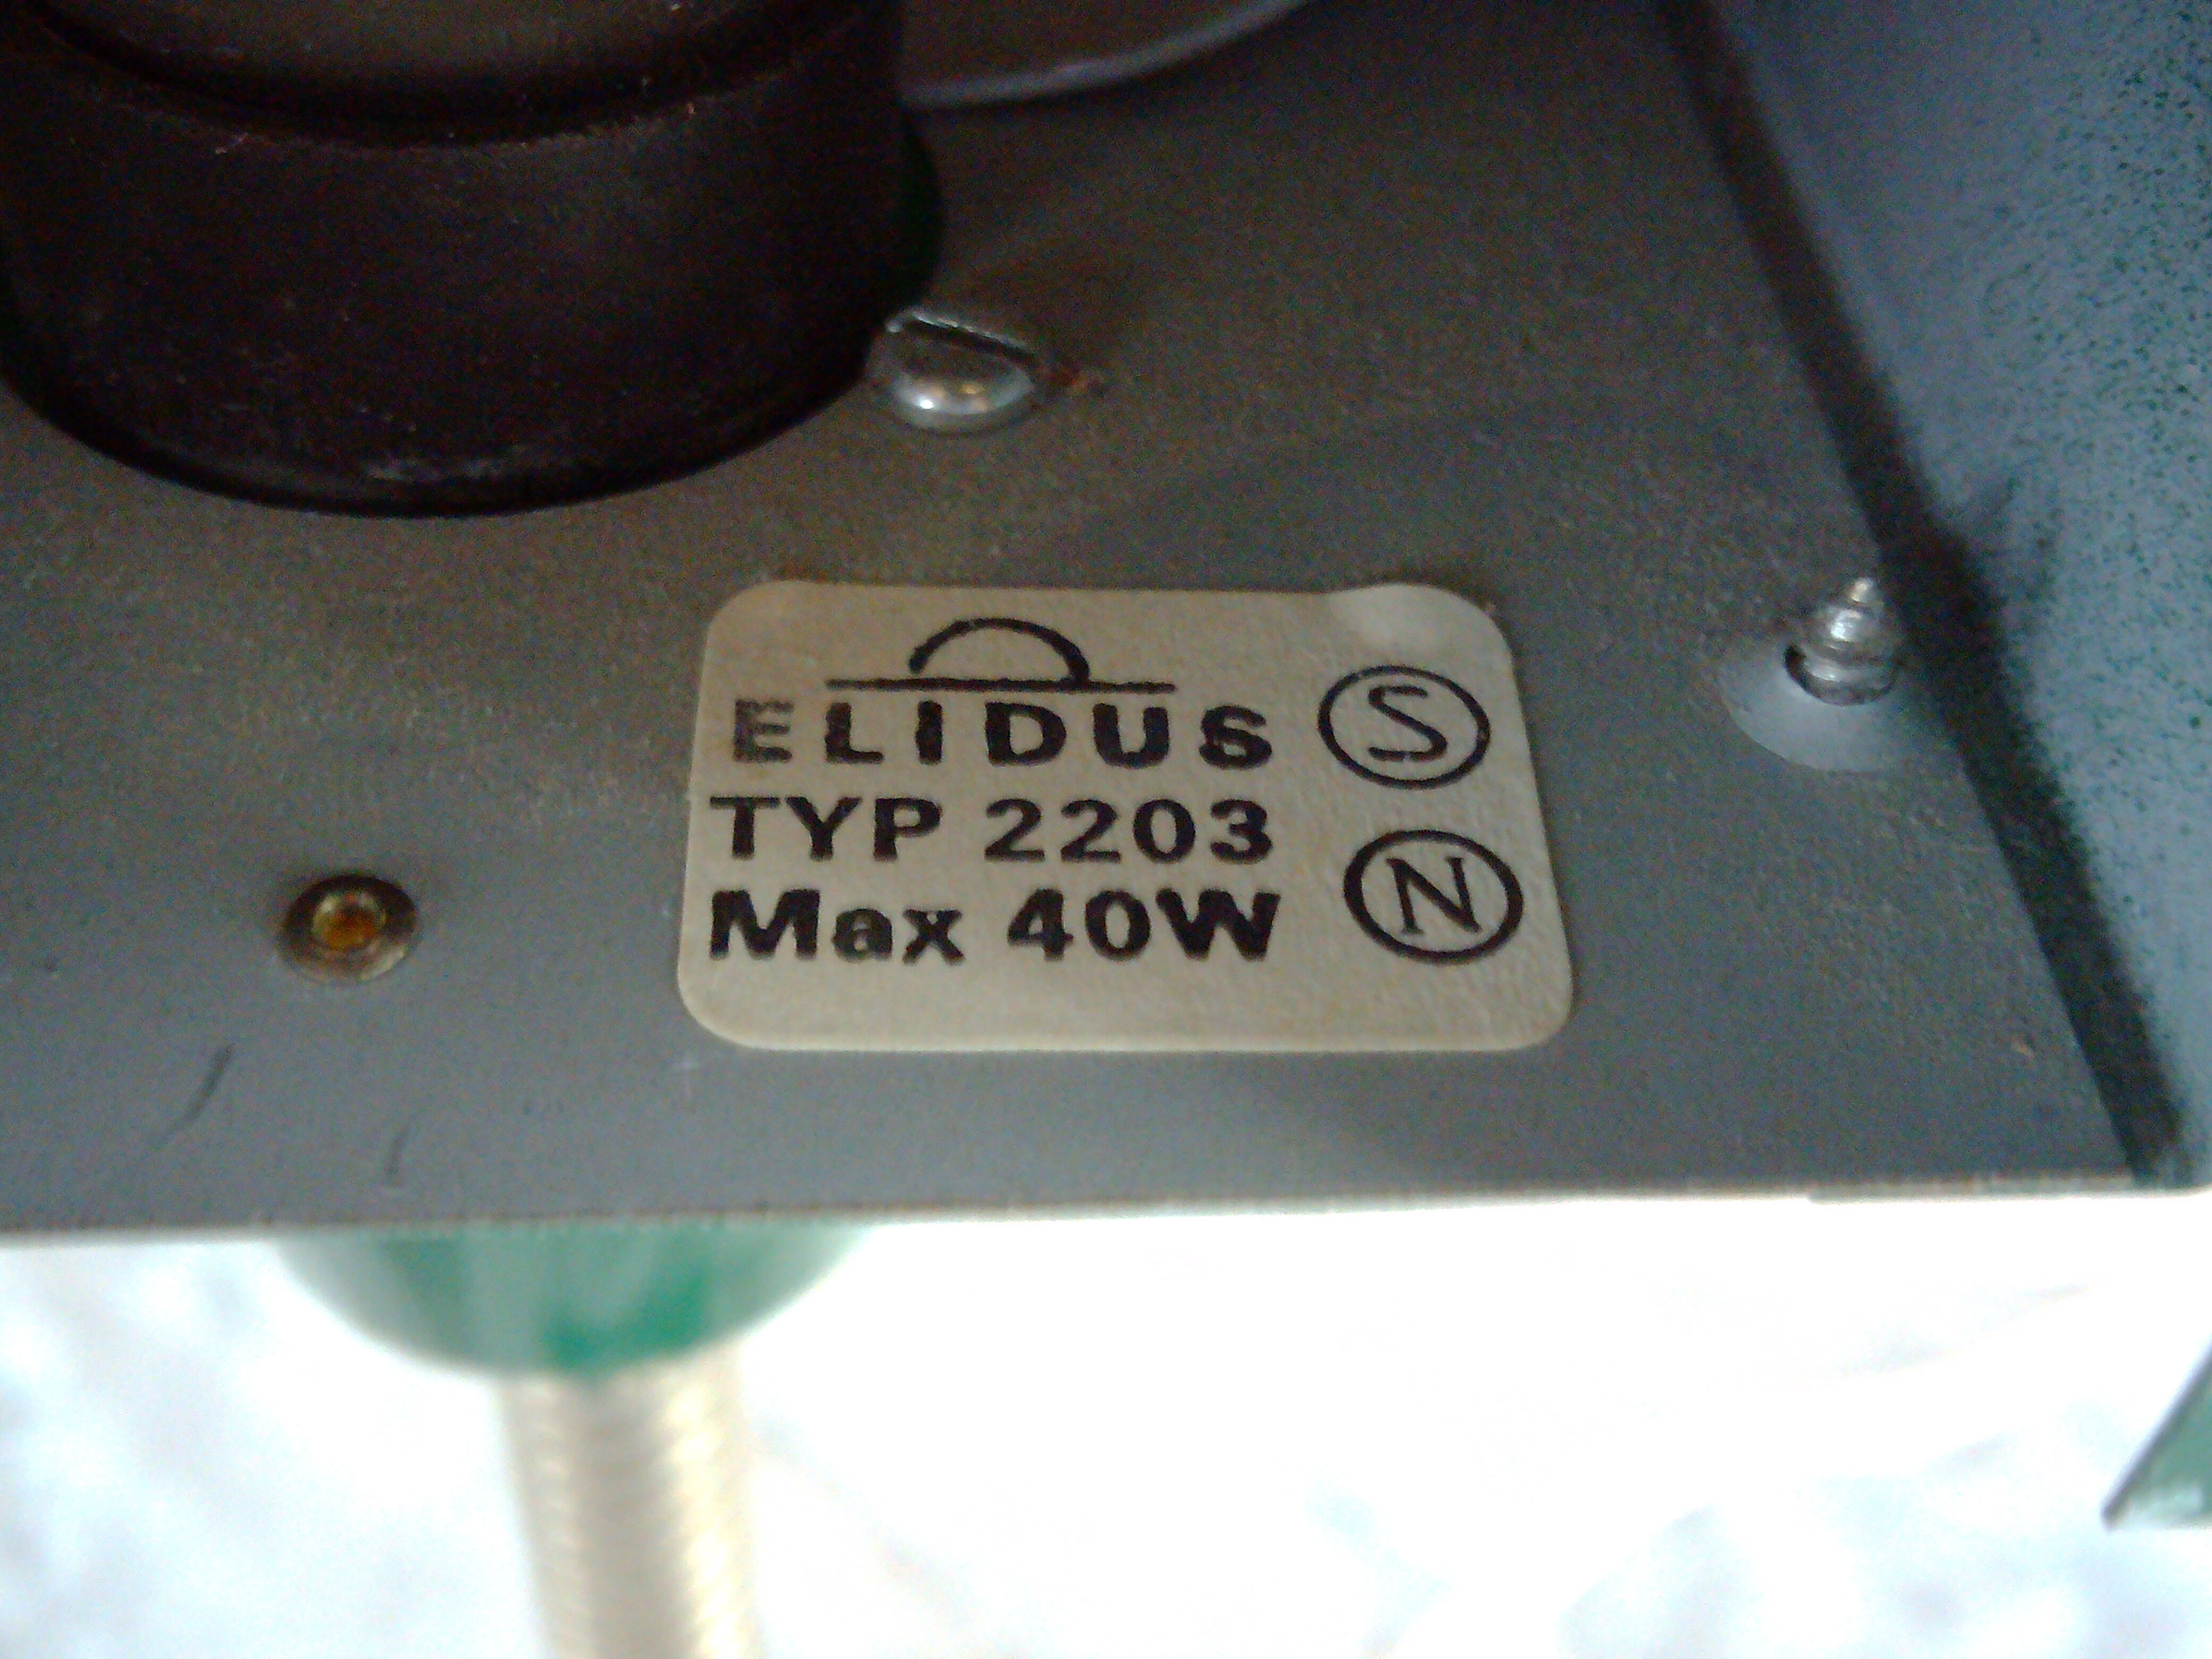 ELIDUS S
TYP 2203
Max 40W N